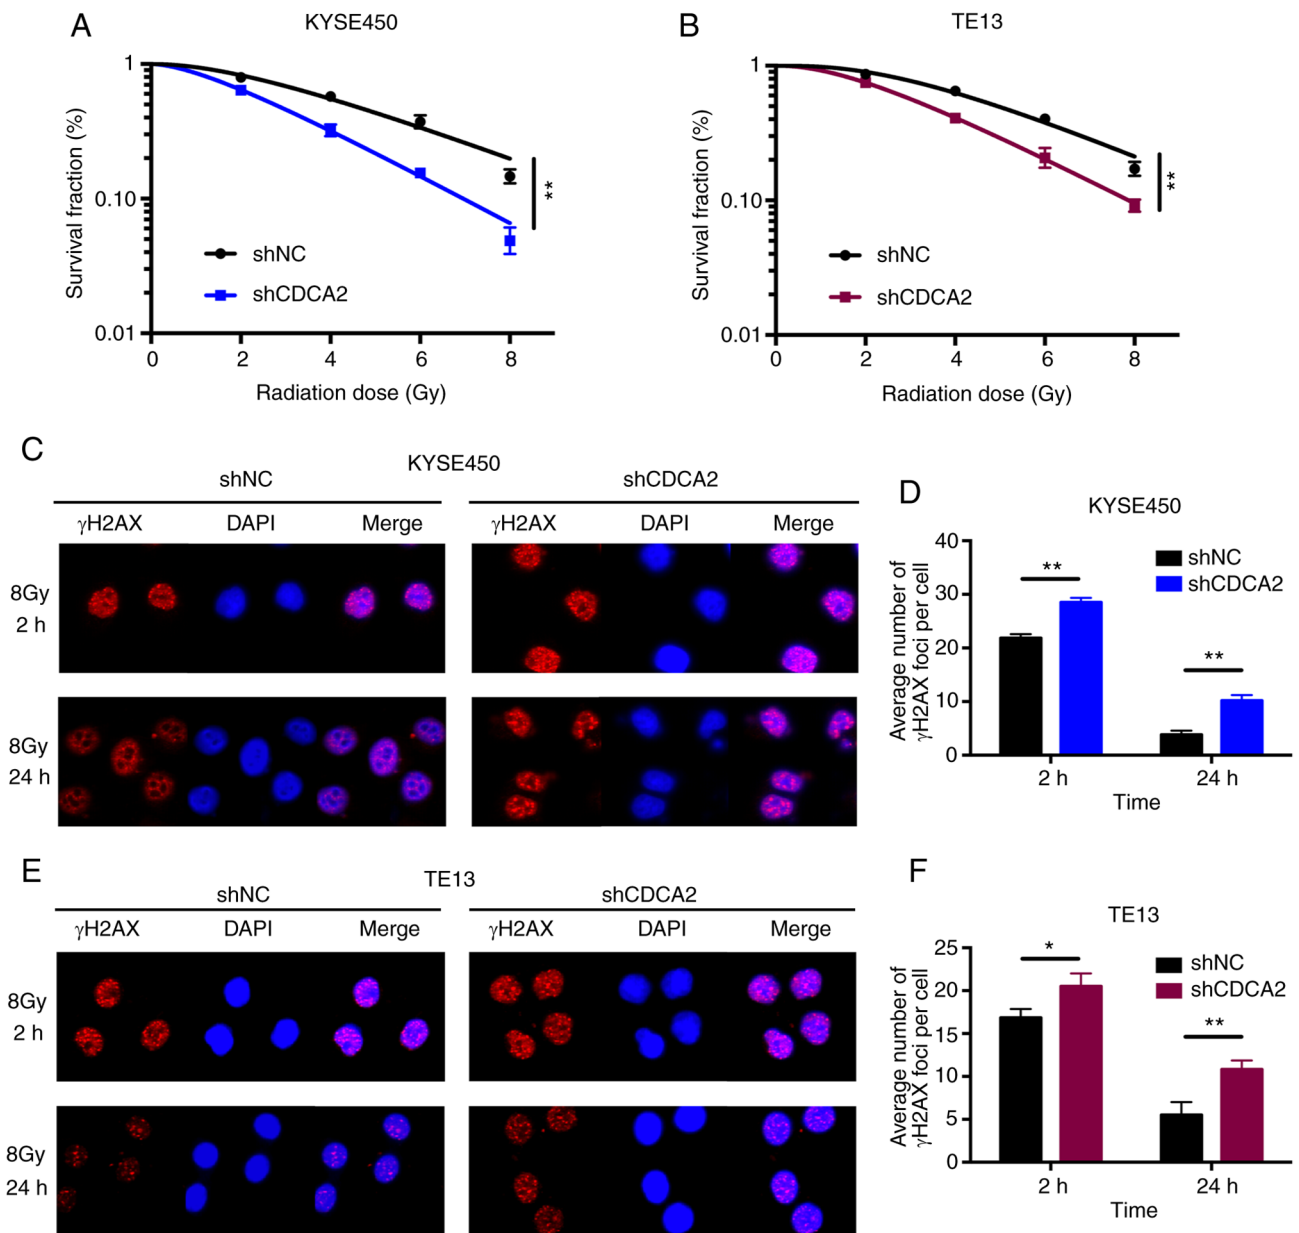 A
KYSE450
Survival fraction (%)
1
0.10
0.01
0 2 4 6 8
Radiation dose (Gy)
shNC
shCDCA2
**
B
TE13
Survival fraction (%)
1
0.10
0.01
0 2 4 6 8
Radiation dose (Gy)
shNC
shCDCA2
**
C
KYSE450
shNC shCDCA2
γH2AX DAPI Merge γH2AX DAPI Merge
8Gy
2 h
8Gy
24 h
D
KYSE450
Average number of
γH2AX foci per cell
40
30
20
10
0
shNC
shCDCA2
**
**
2 h 24 h
Time
E
TE13
shNC shCDCA2
γH2AX DAPI Merge γH2AX DAPI Merge
8Gy
2 h
8Gy
24 h
F
TE13
Average number of
γH2AX foci per cell
25
20
15
10
5
0
shNC
shCDCA2
*
**
2 h 24 h
Time